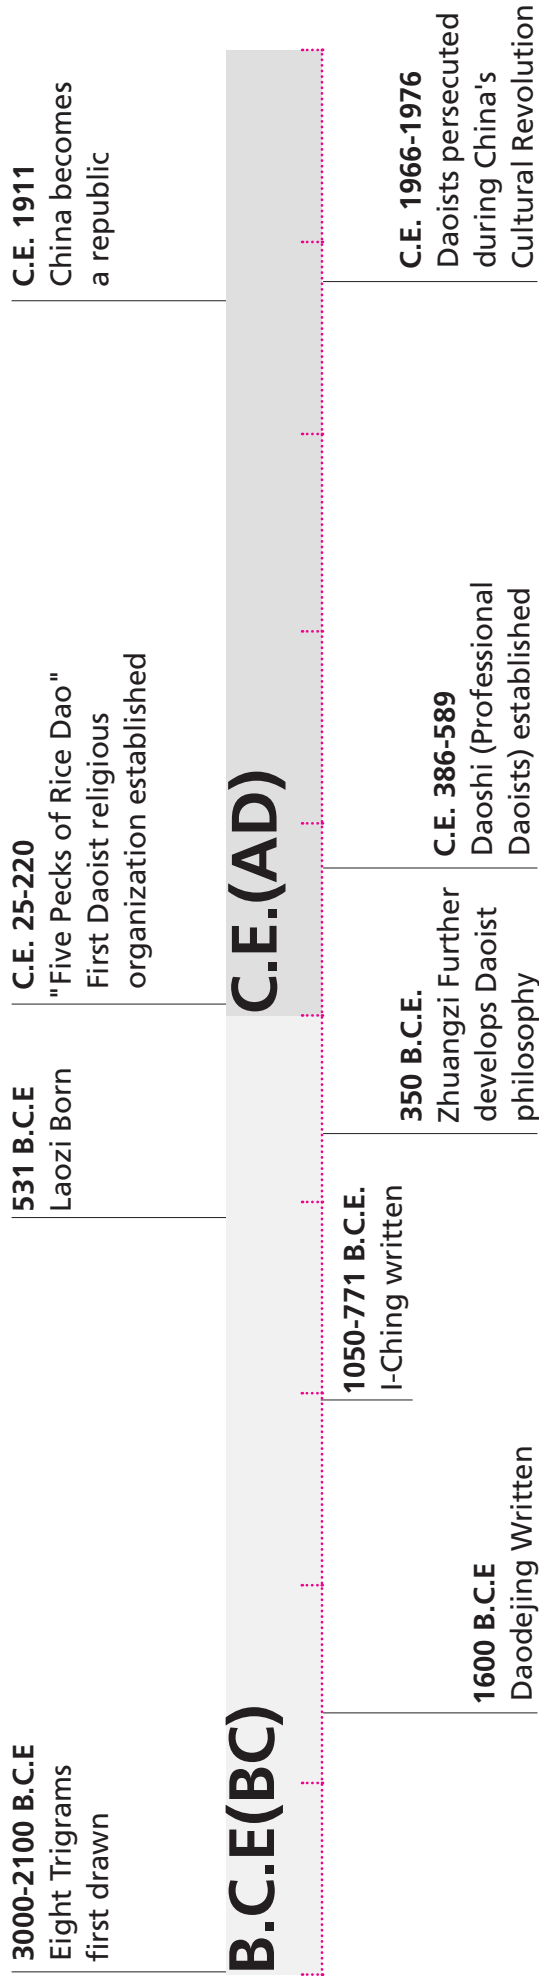 3000-2100 B.C.E
Eight Trigrams
first drawn
531 B.C.E
Laozi Born
C.E. 25-220
"Five Pecks of Rice Dao"
First Daoist religious
organization established
C.E. 1911
China becomes
a republic
B.C.E(BC)
C.E.(AD)
1600 B.C.E
Daodejing Written
1050-771 B.C.E.
I-Ching written
350 B.C.E.
Zhuangzi Further
develops Daoist
philosophy
C.E. 386-589
Daoshi (Professional
Daoists) established
C.E. 1966-1976
Daoists persecuted
during China's
Cultural Revolution